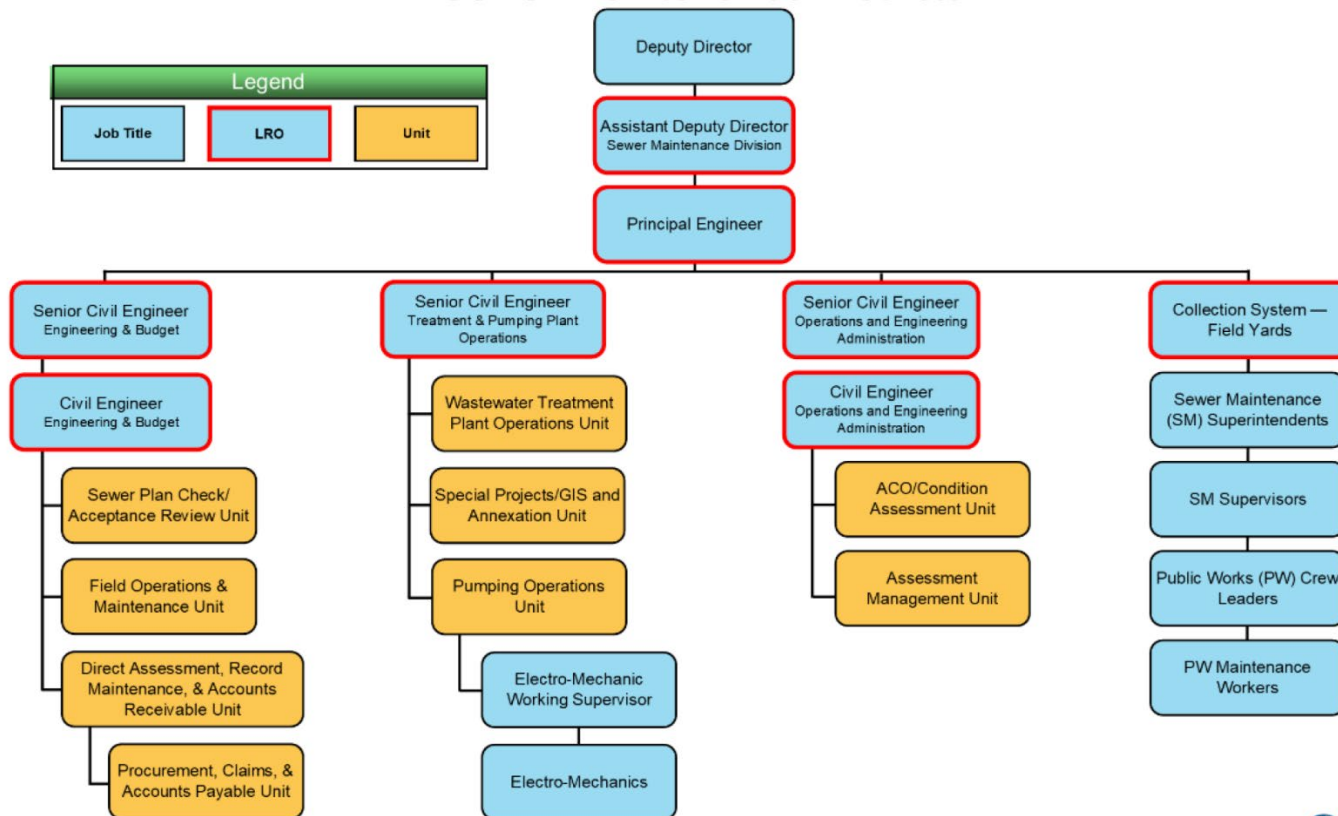 Deputy Director
Legend
Job Title
LRO
Unit
Assistant Deputy Director
Sewer Maintenance Division
Principal Engineer
Senior Civil Engineer
Engineering & Budget
Civil Engineer
Engineering & Budget
Sewer Plan Check/
Acceptance Review Unit
Field Operations &
Maintenance Unit
Direct Assessment, Record
Maintenance, & Accounts
Receivable Unit
Procurement, Claims, &
Accounts Payable Unit
Senior Civil Engineer
Treatment & Pumping Plant
Operations
Wastewater Treatment
Plant Operations Unit
Special Projects/GIS and
Annexation Unit
Pumping Operations
Unit
Electro-Mechanic
Working Supervisor
Electro-Mechanics
Senior Civil Engineer
Operations and Engineering
Administration
Civil Engineer
Operations and Engineering
Administration
ACO/Condition
Assessment Unit
Assessment
Management Unit
Collection System —
Field Yards
Sewer Maintenance
(SM) Superintendents
SM Supervisors
Public Works (PW) Crew
Leaders
PW Maintenance
Workers